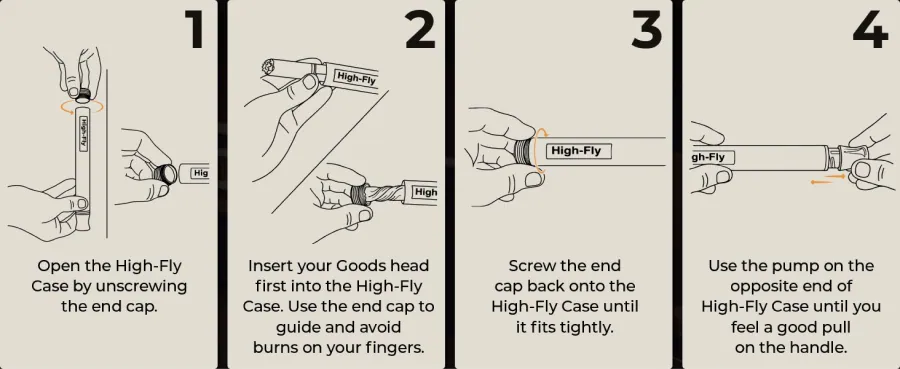 1
High-Fly
Hig
Open the High-Fly
Case by unscrewing
the end cap.
2
High-Fly
High
Insert your Goods head
first into the High-Fly
Case. Use the end cap to
guide and avoid
burns on your fingers.
3
High-Fly
Screw the end
cap back onto the
High-Fly Case until
it fits tightly.
4
gh-Fly
Use the pump on the
opposite end of
High-Fly Case until you
feel a good pull
on the handle.